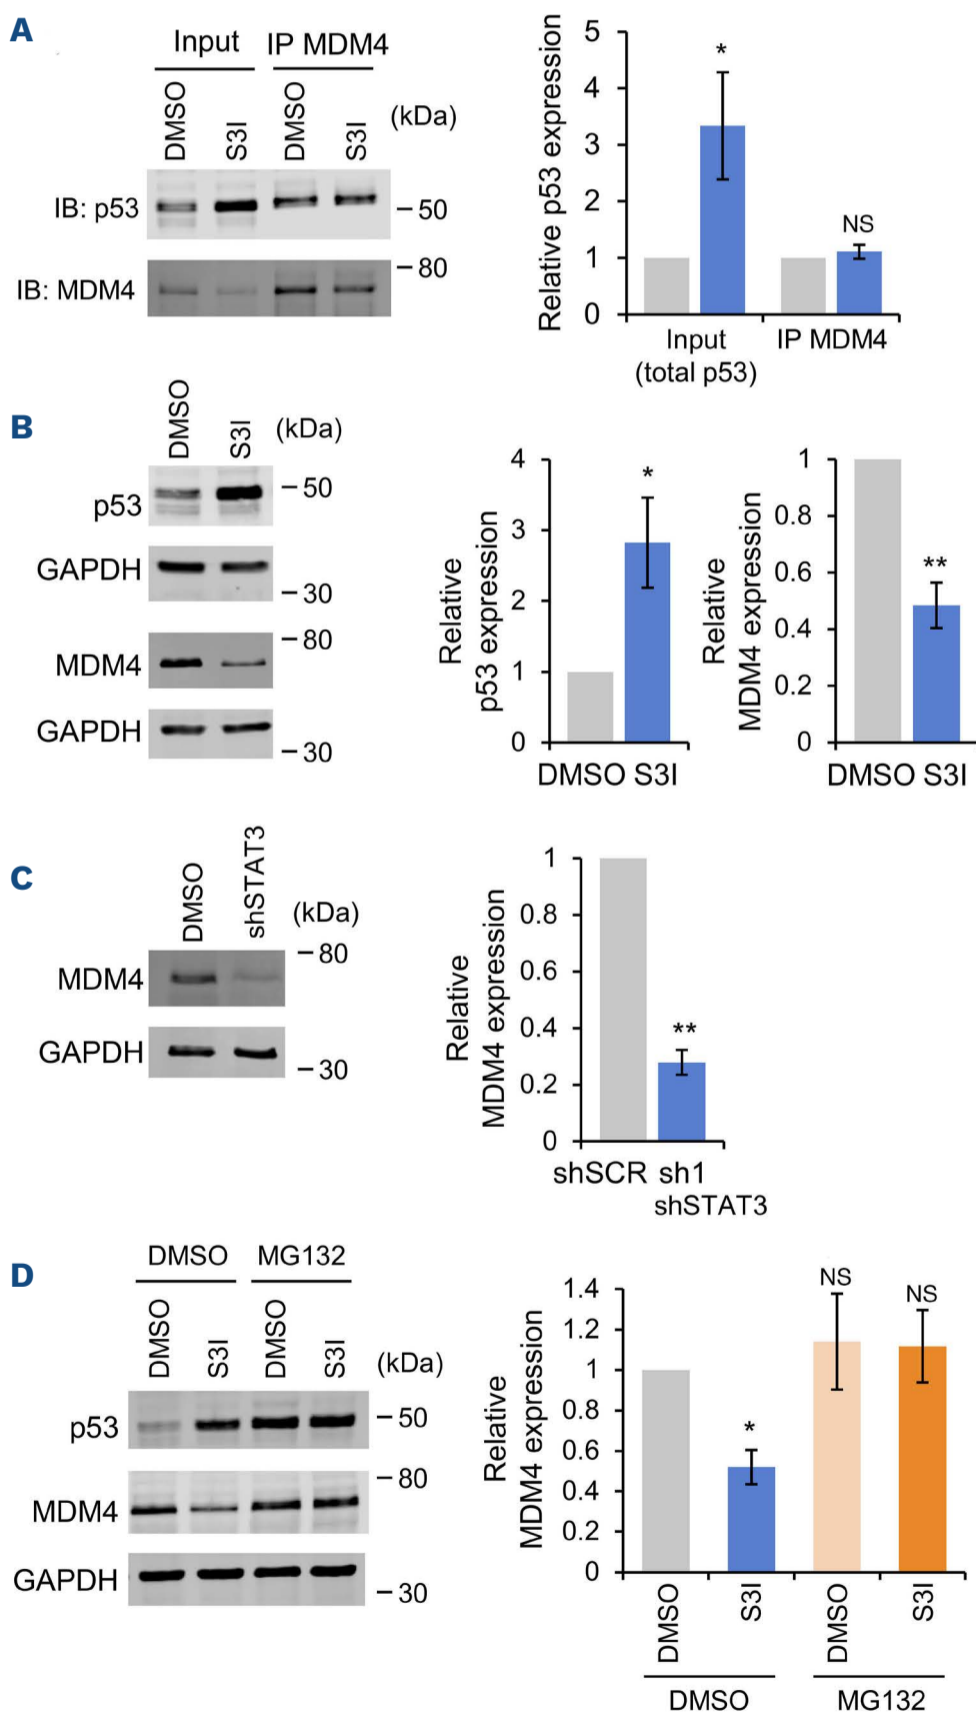 A
Input IP MDM4
DMSO S3I DMSO S3I (kDa)
IB: p53
50
80
IB: MDM4
Relative p53 expression
5
4
3
2
1
0
*
NS
Input IP MDM4
(total p53)
B
DMSO S3I (kDa)
p53
50
GAPDH
30
80
MDM4
GAPDH
30
Relative
p53 expression
4
3
2
1
0
*
DMSO S3I
Relative
MDM4 expression
1
0.8
0.6
0.4
0.2
0
**
DMSO S3I
C
DMSO shSTAT3 (kDa)
80
MDM4
GAPDH
30
Relative
MDM4 expression
1
0.8
0.6
0.4
0.2
0
**
shSCR sh1
shSTAT3
D
DMSO MG132
DMSO S3I DMSO S3I (kDa)
p53
50
80
MDM4
GAPDH
30
Relative
MDM4 expression
1.4
1.2
1
0.8
0.6
0.4
0.2
0
*
NS
NS
DMSO S3I DMSO S3I
DMSO MG132